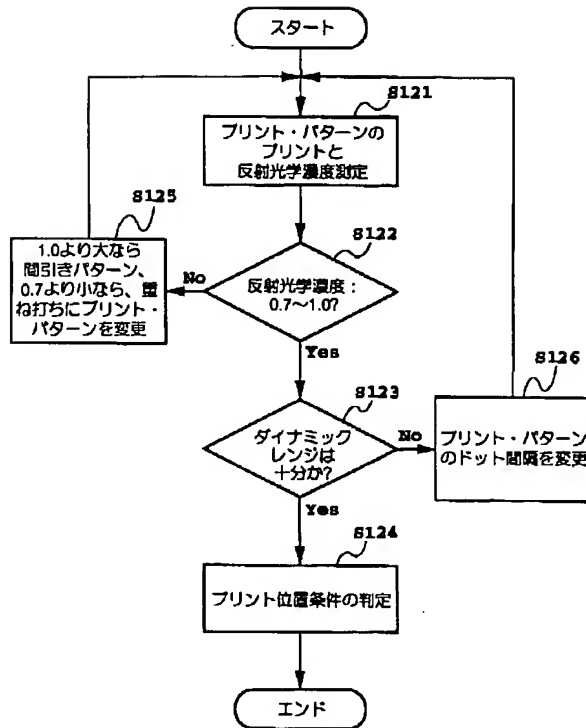 スタート
S121
プリント・パターンの
プリントと
反射光学濃度測定
S125
1.0より大なら
間引きパターン、
0.7より小なら、重
ね打ちにプリント・
パターンを変更
No
S122
反射光学濃度:
0.7〜1.0?
Yes
S123
ダイナミック
レンジは
十分か?
No
S126
プリント・パターン
のドット間隔を変更
Yes
S124
プリント位置条件の判定
エンド